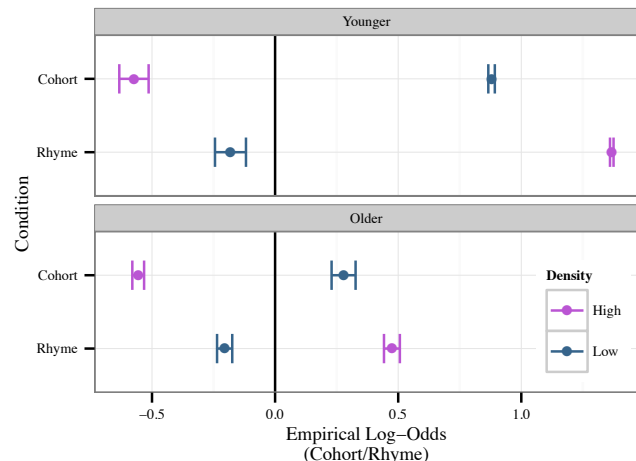 Younger
Cohort
Rhyme
Condition
Older
Cohort
Rhyme
Density
High
Low
−0.5
0.0
0.5
1.0
Empirical Log−Odds
(Cohort/Rhyme)